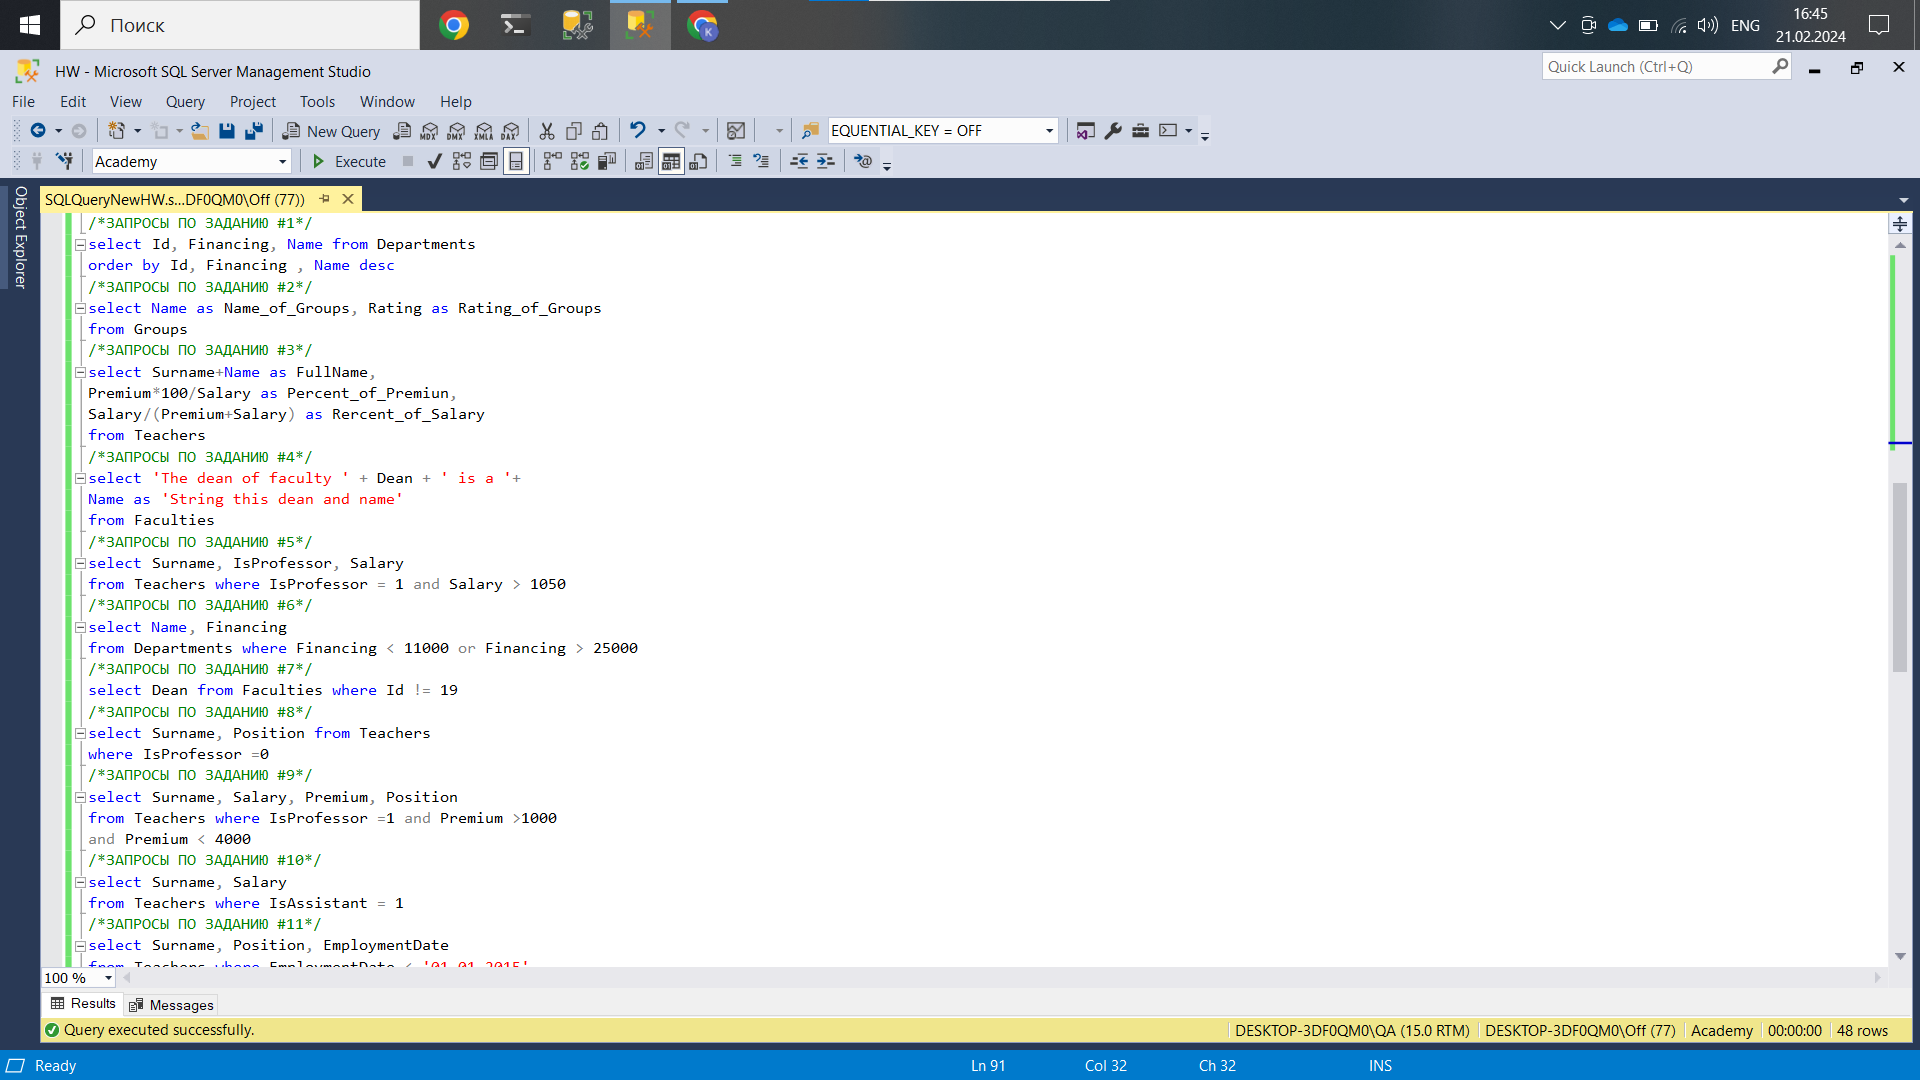 Поиск
ENG
16:45
21.02.2024
HW - Microsoft SQL Server Management Studio
Quick Launch (Ctrl+Q)
File Edit View Query Project Tools Window Help
New Query
MDX DMX XMLA DAX
EQUENTIAL_KEY = OFF
Academy
Execute
Object Explorer
SQLQueryNewHW.s...DF0QM0\Off (77))
/*ЗАПРОСЫ ПО ЗАДАНИЮ #1*/
select Id, Financing, Name from Departments
order by Id, Financing , Name desc
/*ЗАПРОСЫ ПО ЗАДАНИЮ #2*/
select Name as Name_of_Groups, Rating as Rating_of_Groups
from Groups
/*ЗАПРОСЫ ПО ЗАДАНИЮ #3*/
select Surname+Name as FullName,
Premium*100/Salary as Percent_of_Premiun,
Salary/(Premium+Salary) as Rercent_of_Salary
from Teachers
/*ЗАПРОСЫ ПО ЗАДАНИЮ #4*/
select 'The dean of faculty ' + Dean + ' is a '+
Name as 'String this dean and name'
from Faculties
/*ЗАПРОСЫ ПО ЗАДАНИЮ #5*/
select Surname, IsProfessor, Salary
from Teachers where IsProfessor = 1 and Salary > 1050
/*ЗАПРОСЫ ПО ЗАДАНИЮ #6*/
select Name, Financing
from Departments where Financing < 11000 or Financing > 25000
/*ЗАПРОСЫ ПО ЗАДАНИЮ #7*/
select Dean from Faculties where Id != 19
/*ЗАПРОСЫ ПО ЗАДАНИЮ #8*/
select Surname, Position from Teachers
where IsProfessor =0
/*ЗАПРОСЫ ПО ЗАДАНИЮ #9*/
select Surname, Salary, Premium, Position
from Teachers where IsProfessor =1 and Premium >1000
and Premium < 4000
/*ЗАПРОСЫ ПО ЗАДАНИЮ #10*/
select Surname, Salary
from Teachers where IsAssistant = 1
/*ЗАПРОСЫ ПО ЗАДАНИЮ #11*/
select Surname, Position, EmploymentDate
from Teachers where EmploymentDate < '01.01.2015'
100 %
Results Messages
Query executed successfully.
DESKTOP-3DF0QM0\QA (15.0 RTM) DESKTOP-3DF0QM0\Off (77) Academy 00:00:00 48 rows
Ready Ln 91 Col 32 Ch 32 INS